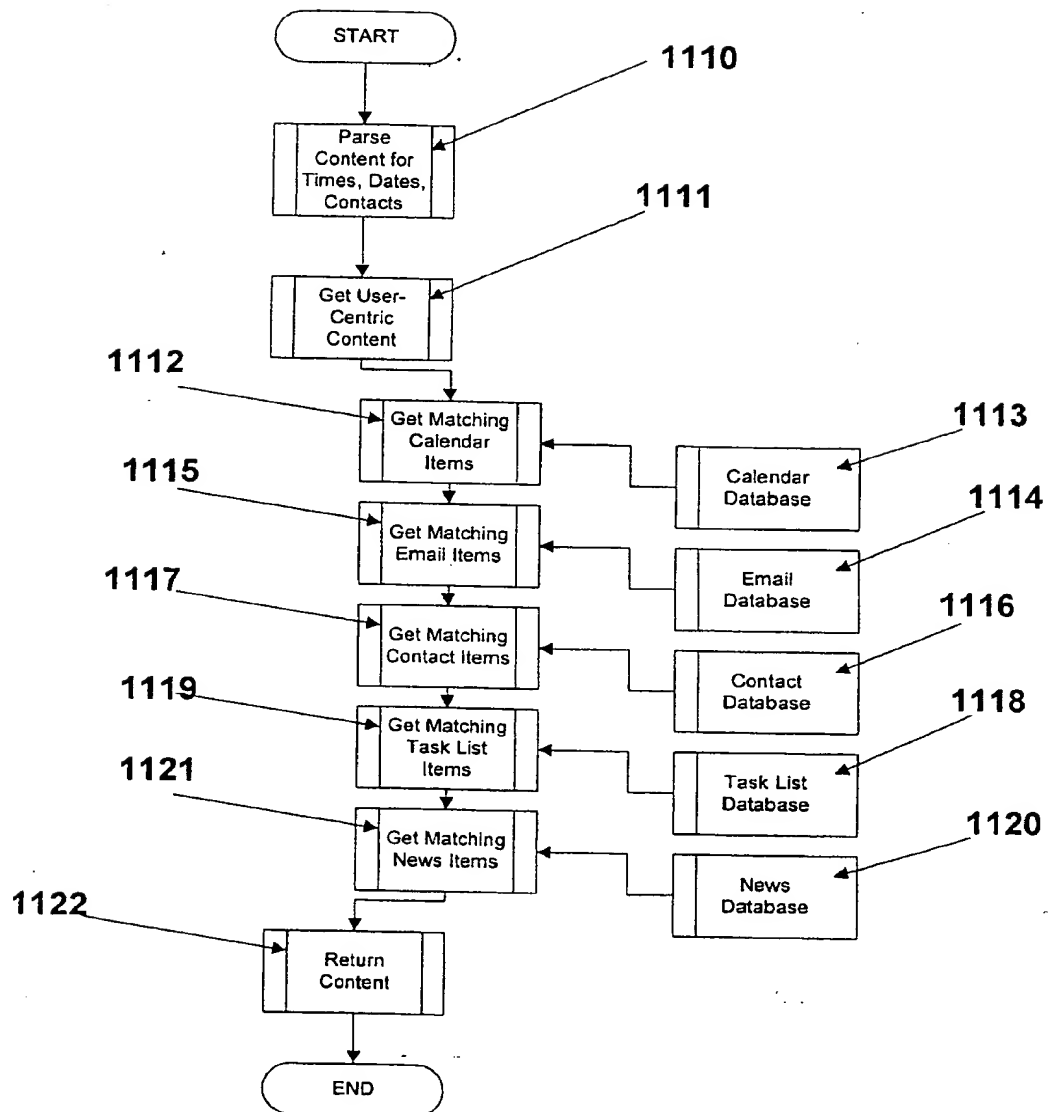 START
1110
Parse
Content for
Times, Dates,
Contacts
1111
Get User-
Centric
Content
1112
Get Matching
Calendar
Items
1113
Calendar
Database
1115
Get Matching
Email Items
1114
Email
Database
1117
Get Matching
Contact Items
1116
Contact
Database
1119
Get Matching
Task List
Items
1118
Task List
Database
1121
Get Matching
News Items
1120
News
Database
1122
Return
Content
END